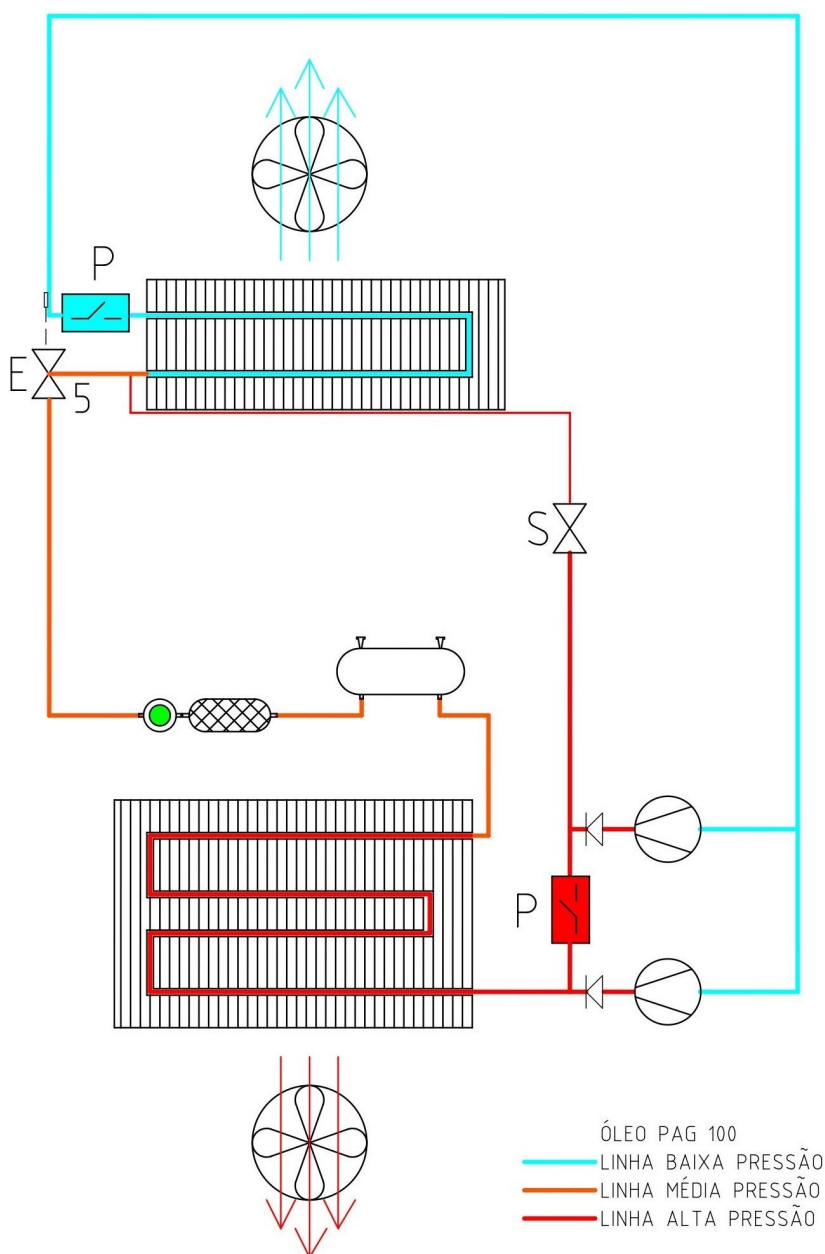 P
E
5
S
P
ÓLEO PAG 100
LINHA BAIXA PRESSÃO
LINHA MÉDIA PRESSÃO
LINHA ALTA PRESSÃO